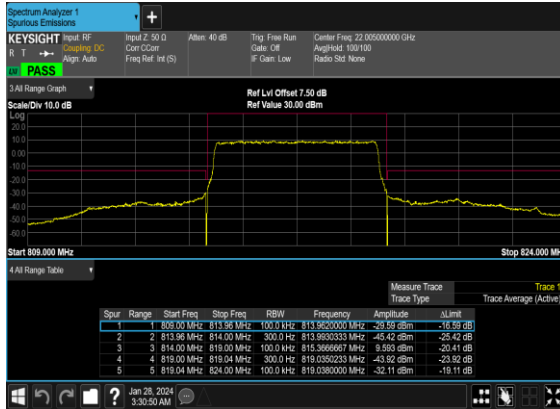 Spectrum Analyzer 1
Spurious Emissions
KEYSIGHT Input: RF Input Z: 50 Ω Atten: 40 dB Trig: Free Run Center Freq: 22.005000000 GHz
R T Coupling: DC Corr CCorr Gate: Off Avg|Hold: 100/100
Align: Auto Freq Ref: Int (S) IF Gain: Low Radio Std: None
PASS
3 All Range Graph Ref Lvl Offset 7.50 dB
Scale/Div 10.0 dB Ref Value 30.00 dBm
Log
20.0
10.0
0.00
-10.0
-20.0
-30.0
-40.0
-50.0
-60.0
Start 809.000 MHz Stop 824.000 MH
4 All Range Table
Measure Trace Trace 1
Trace Type Trace Average (Active)
Spur Range Start Freq Stop Freq RBW Frequency Amplitude ΔLimit
1 1 809.00 MHz 813.96 MHz 100.0 kHz 813.9620000 MHz -29.59 dBm -16.59 dB
2 2 813.96 MHz 814.00 MHz 300.0 Hz 813.9930333 MHz -45.42 dBm -25.42 dB
3 3 814.00 MHz 819.00 MHz 100.0 kHz 815.3666667 MHz 9.593 dBm -20.41 dB
4 4 819.00 MHz 819.04 MHz 300.0 Hz 819.0350233 MHz -43.92 dBm -23.92 dB
5 5 819.04 MHz 824.00 MHz 100.0 kHz 819.0380000 MHz -32.11 dBm -19.11 dB
? Jan 28, 2024
3:30:50 AM